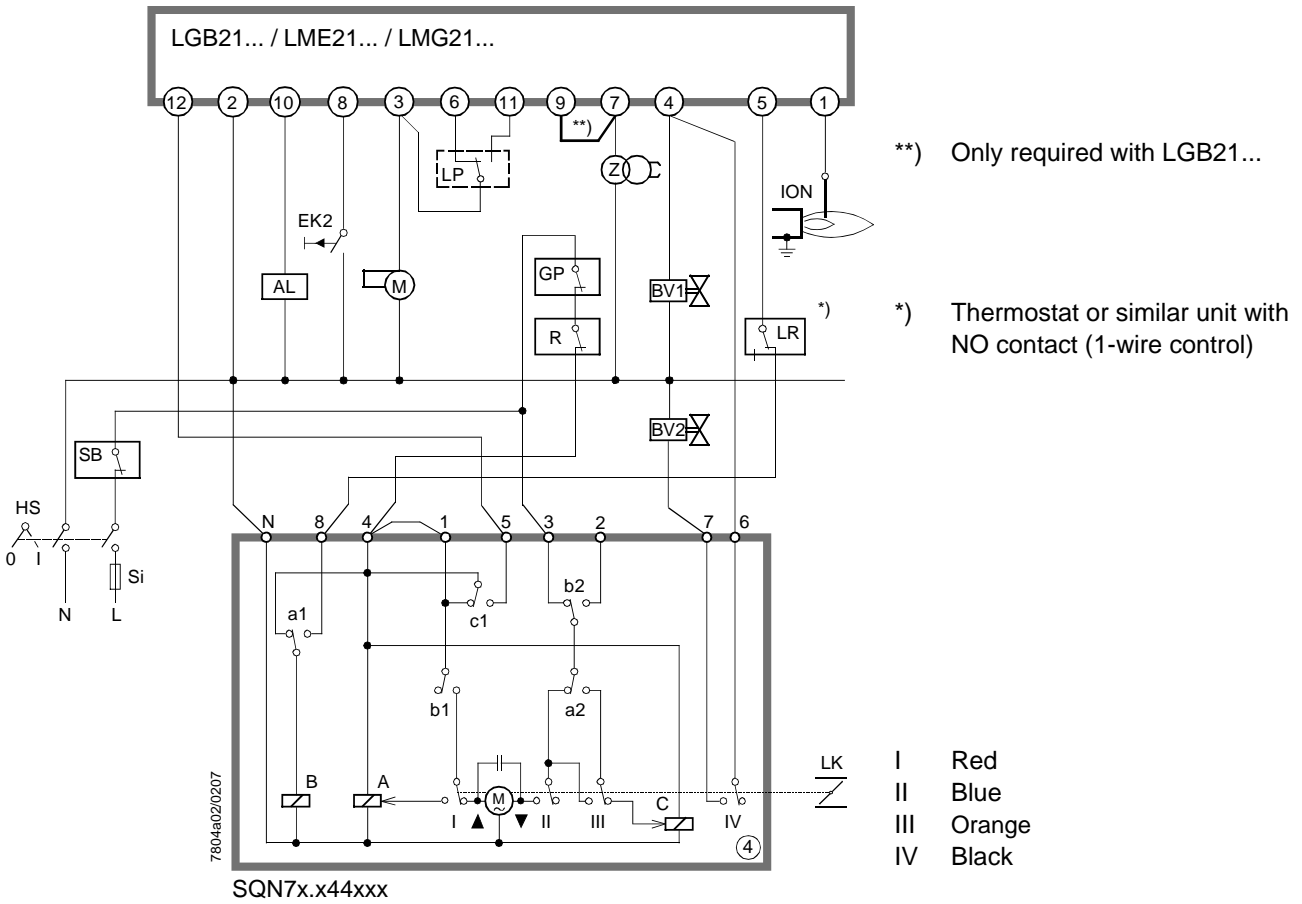 LGB21... / LME21... / LMG21...
12 2 10 8 3 6 11 9 7 4 5 1
**)
**) Only required with LGB21...
LP
Z
ION
EK2
AL
M
GP
BV1
R
LR
*)
*) Thermostat or similar unit with
NO contact (1-wire control)
BV2
SB
HS
0 I
Si
N L
N 8 4 1 5 3 2 7 6
a1
c1
b2
b1
a2
B A
M
~
C
I II III IV
LK
4
7804a02/0207
I Red
II Blue
III Orange
IV Black
SQN7x.x44xxx